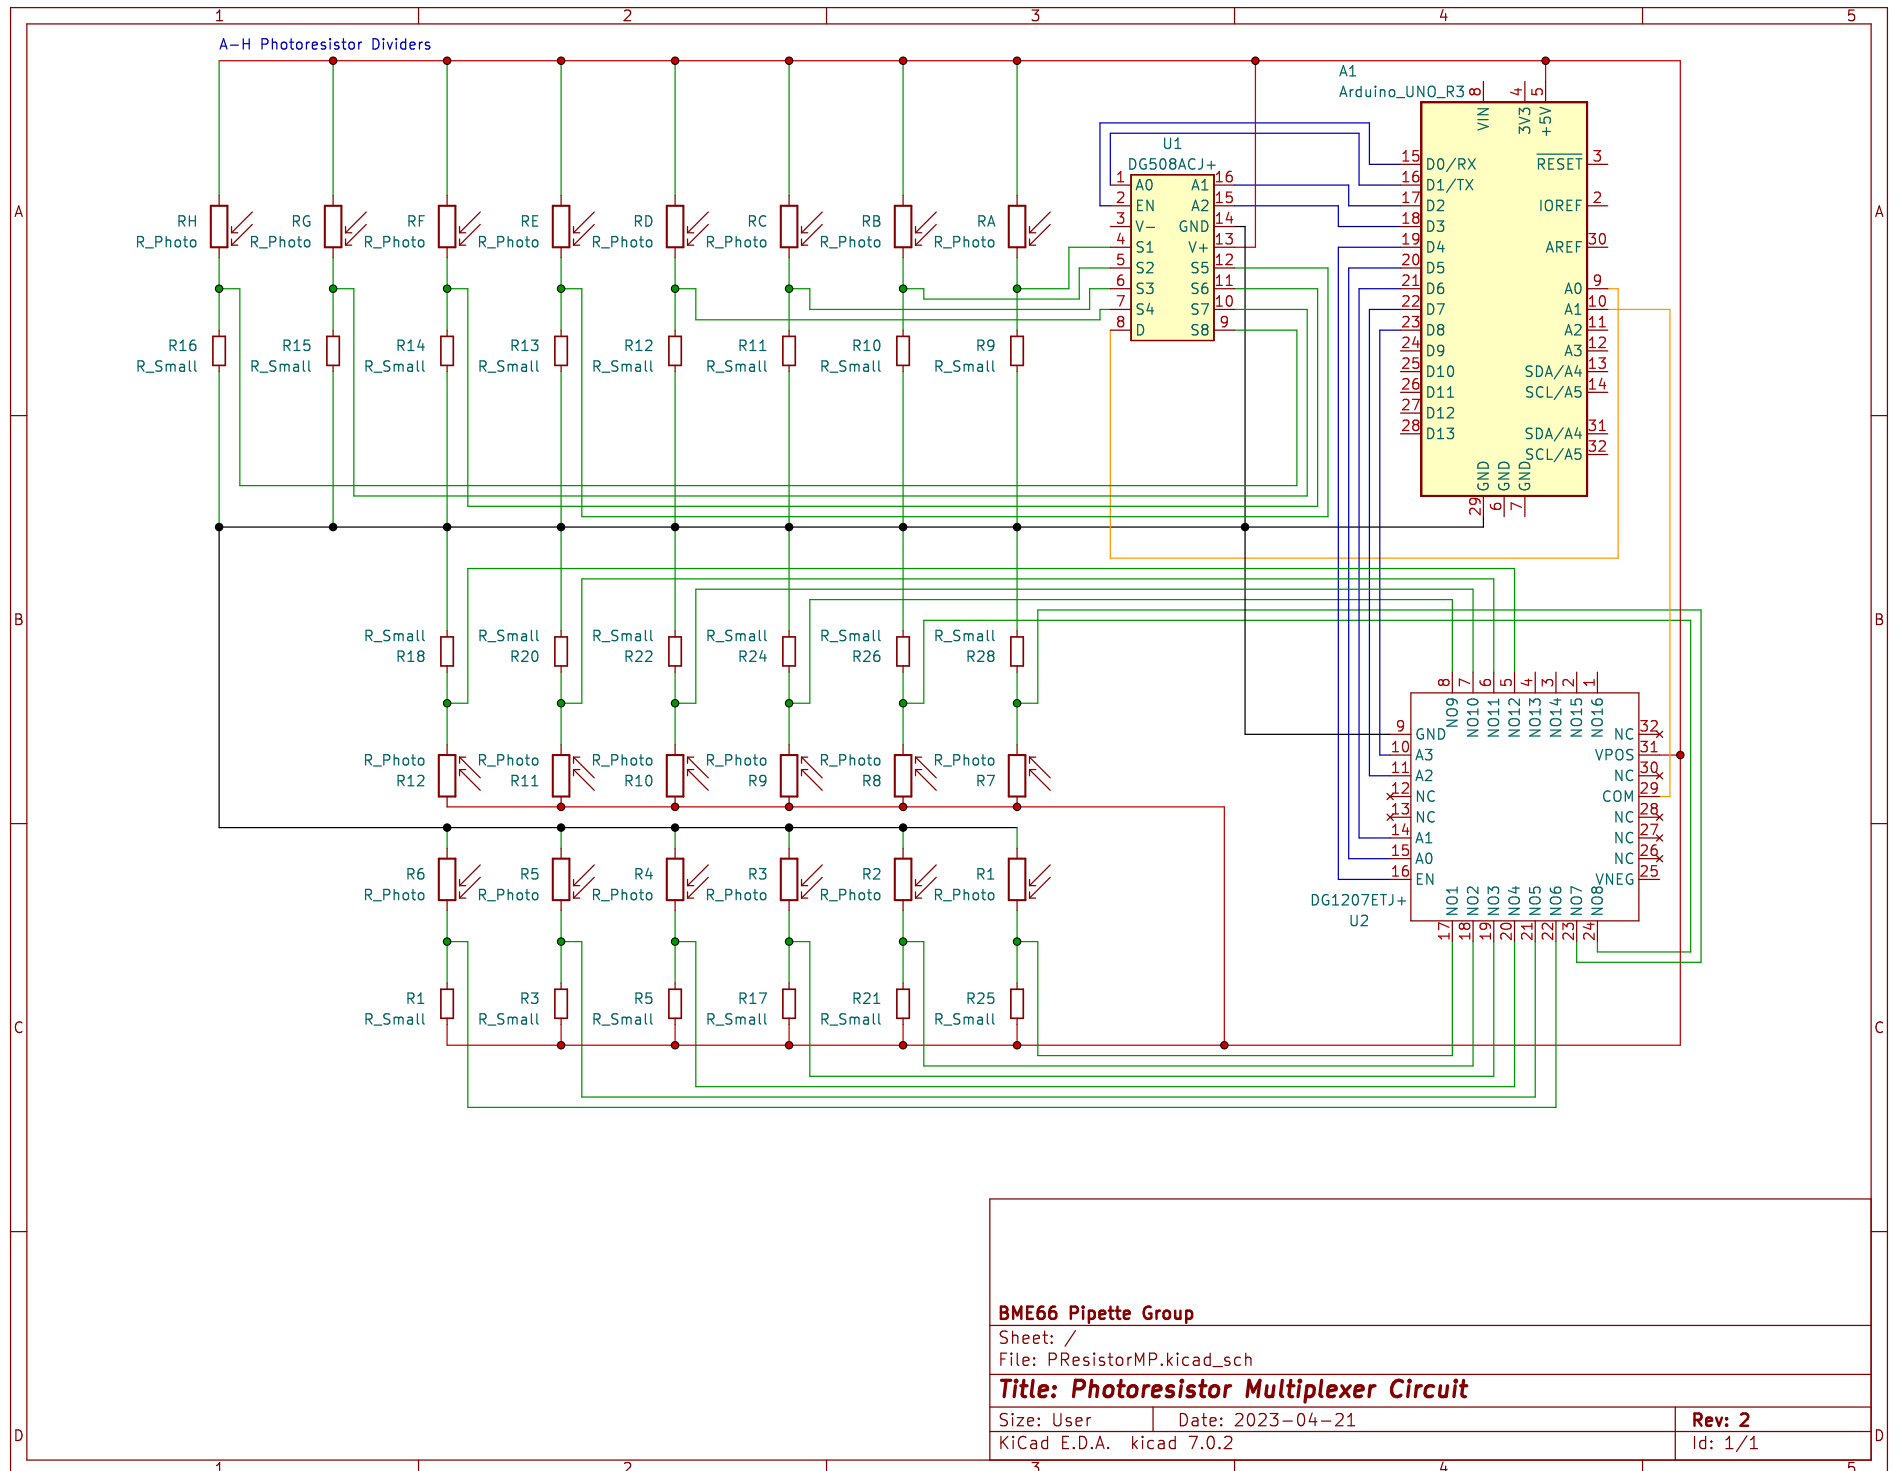 1 2 3 4 5
A-H Photoresistor Dividers
A1
Arduino_UNO_R3
8 4 5
VIN 3V3 +5V
15 D0/RX RESET 3
16 D1/TX
17 D2 IOREF 2
18 D3
19 D4 AREF 30
20 D5
21 D6 A0 9
22 D7 A1 10
23 D8 A2 11
24 D9 A3 12
25 D10 SDA/A4 13
26 D11 SCL/A5 14
27 D12
28 D13 SDA/A4 31
SCL/A5 32
GND GND GND
29 6 7
U1
DG508ACJ+
1 A0 A1 16
2 EN A2 15
3 V- GND 14
4 S1 V+ 13
5 S2 S5 12
6 S3 S6 11
7 S4 S7 10
8 D S8 9
A A
RH RG RF RE RD RC RB RA
R_Photo R_Photo R_Photo R_Photo R_Photo R_Photo R_Photo R_Photo
R16 R15 R14 R13 R12 R11 R10 R9
R_Small R_Small R_Small R_Small R_Small R_Small R_Small R_Small
B B
R_Small R_Small R_Small R_Small R_Small R_Small
R18 R20 R22 R24 R26 R28
R_Photo R_Photo R_Photo R_Photo R_Photo R_Photo
R12 R11 R10 R9 R8 R7
8 7 6 5 4 3 2 1
NO9 NO10 NO11 NO12 NO13 NO14 NO15 NO16
9 GND NC 32
10 A3 VPOS 31
11 A2 NC 30
12 NC COM 29
13 NC NC 28
14 A1 NC 27
15 A0 NC 26
16 EN VNEG 25
NO1 NO2 NO3 NO4 NO5 NO6 NO7 NO8
17 18 19 20 21 22 23 24
DG1207ETJ+
U2
R6 R5 R4 R3 R2 R1
R_Photo R_Photo R_Photo R_Photo R_Photo R_Photo
R1 R3 R5 R17 R21 R25
R_Small R_Small R_Small R_Small R_Small R_Small
C C
BME66 Pipette Group
Sheet: /
File: PResistorMP.kicad_sch
Title: Photoresistor Multiplexer Circuit
Size: User Date: 2023-04-21 Rev: 2
KiCad E.D.A. kicad 7.0.2 Id: 1/1
D D
1 2 3 4 5